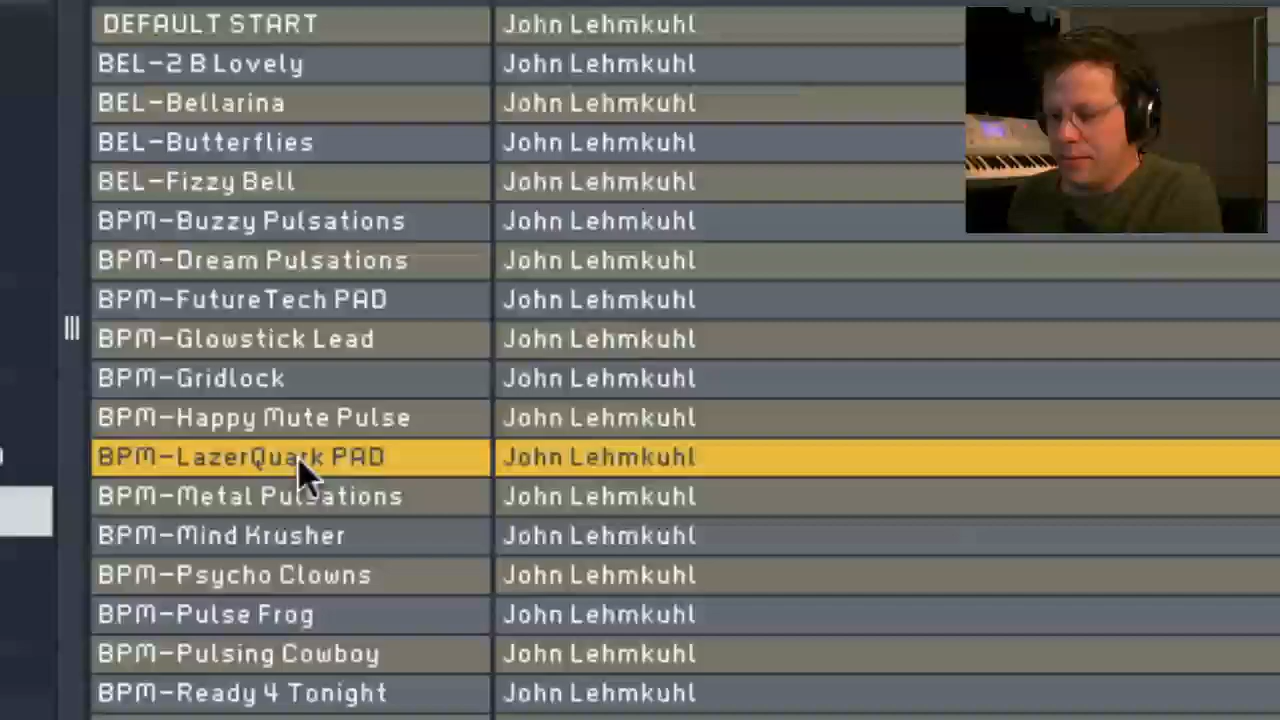 DEFAULT START John Lehmkuhl
BEL-2 B Lovely John Lehmkuhl
BEL-Bellarina John Lehmkuhl
BEL-Butterflies John Lehmkuhl
BEL-Fizzy Bell John Lehmkuhl
BPM-Buzzy Pulsations John Lehmkuhl
BPM-Dream Pulsations John Lehmkuhl
BPM-FutureTech PAD John Lehmkuhl
BPM-Glowstick Lead John Lehmkuhl
BPM-Gridlock John Lehmkuhl
BPM-Happy Mute Pulse John Lehmkuhl
BPM-LazerQuark PAD John Lehmkuhl
BPM-Metal Pulsations John Lehmkuhl
BPM-Mind Krusher John Lehmkuhl
BPM-Psycho Clowns John Lehmkuhl
BPM-Pulse Frog John Lehmkuhl
BPM-Pulsing Cowboy John Lehmkuhl
BPM-Ready 4 Tonight John Lehmkuhl